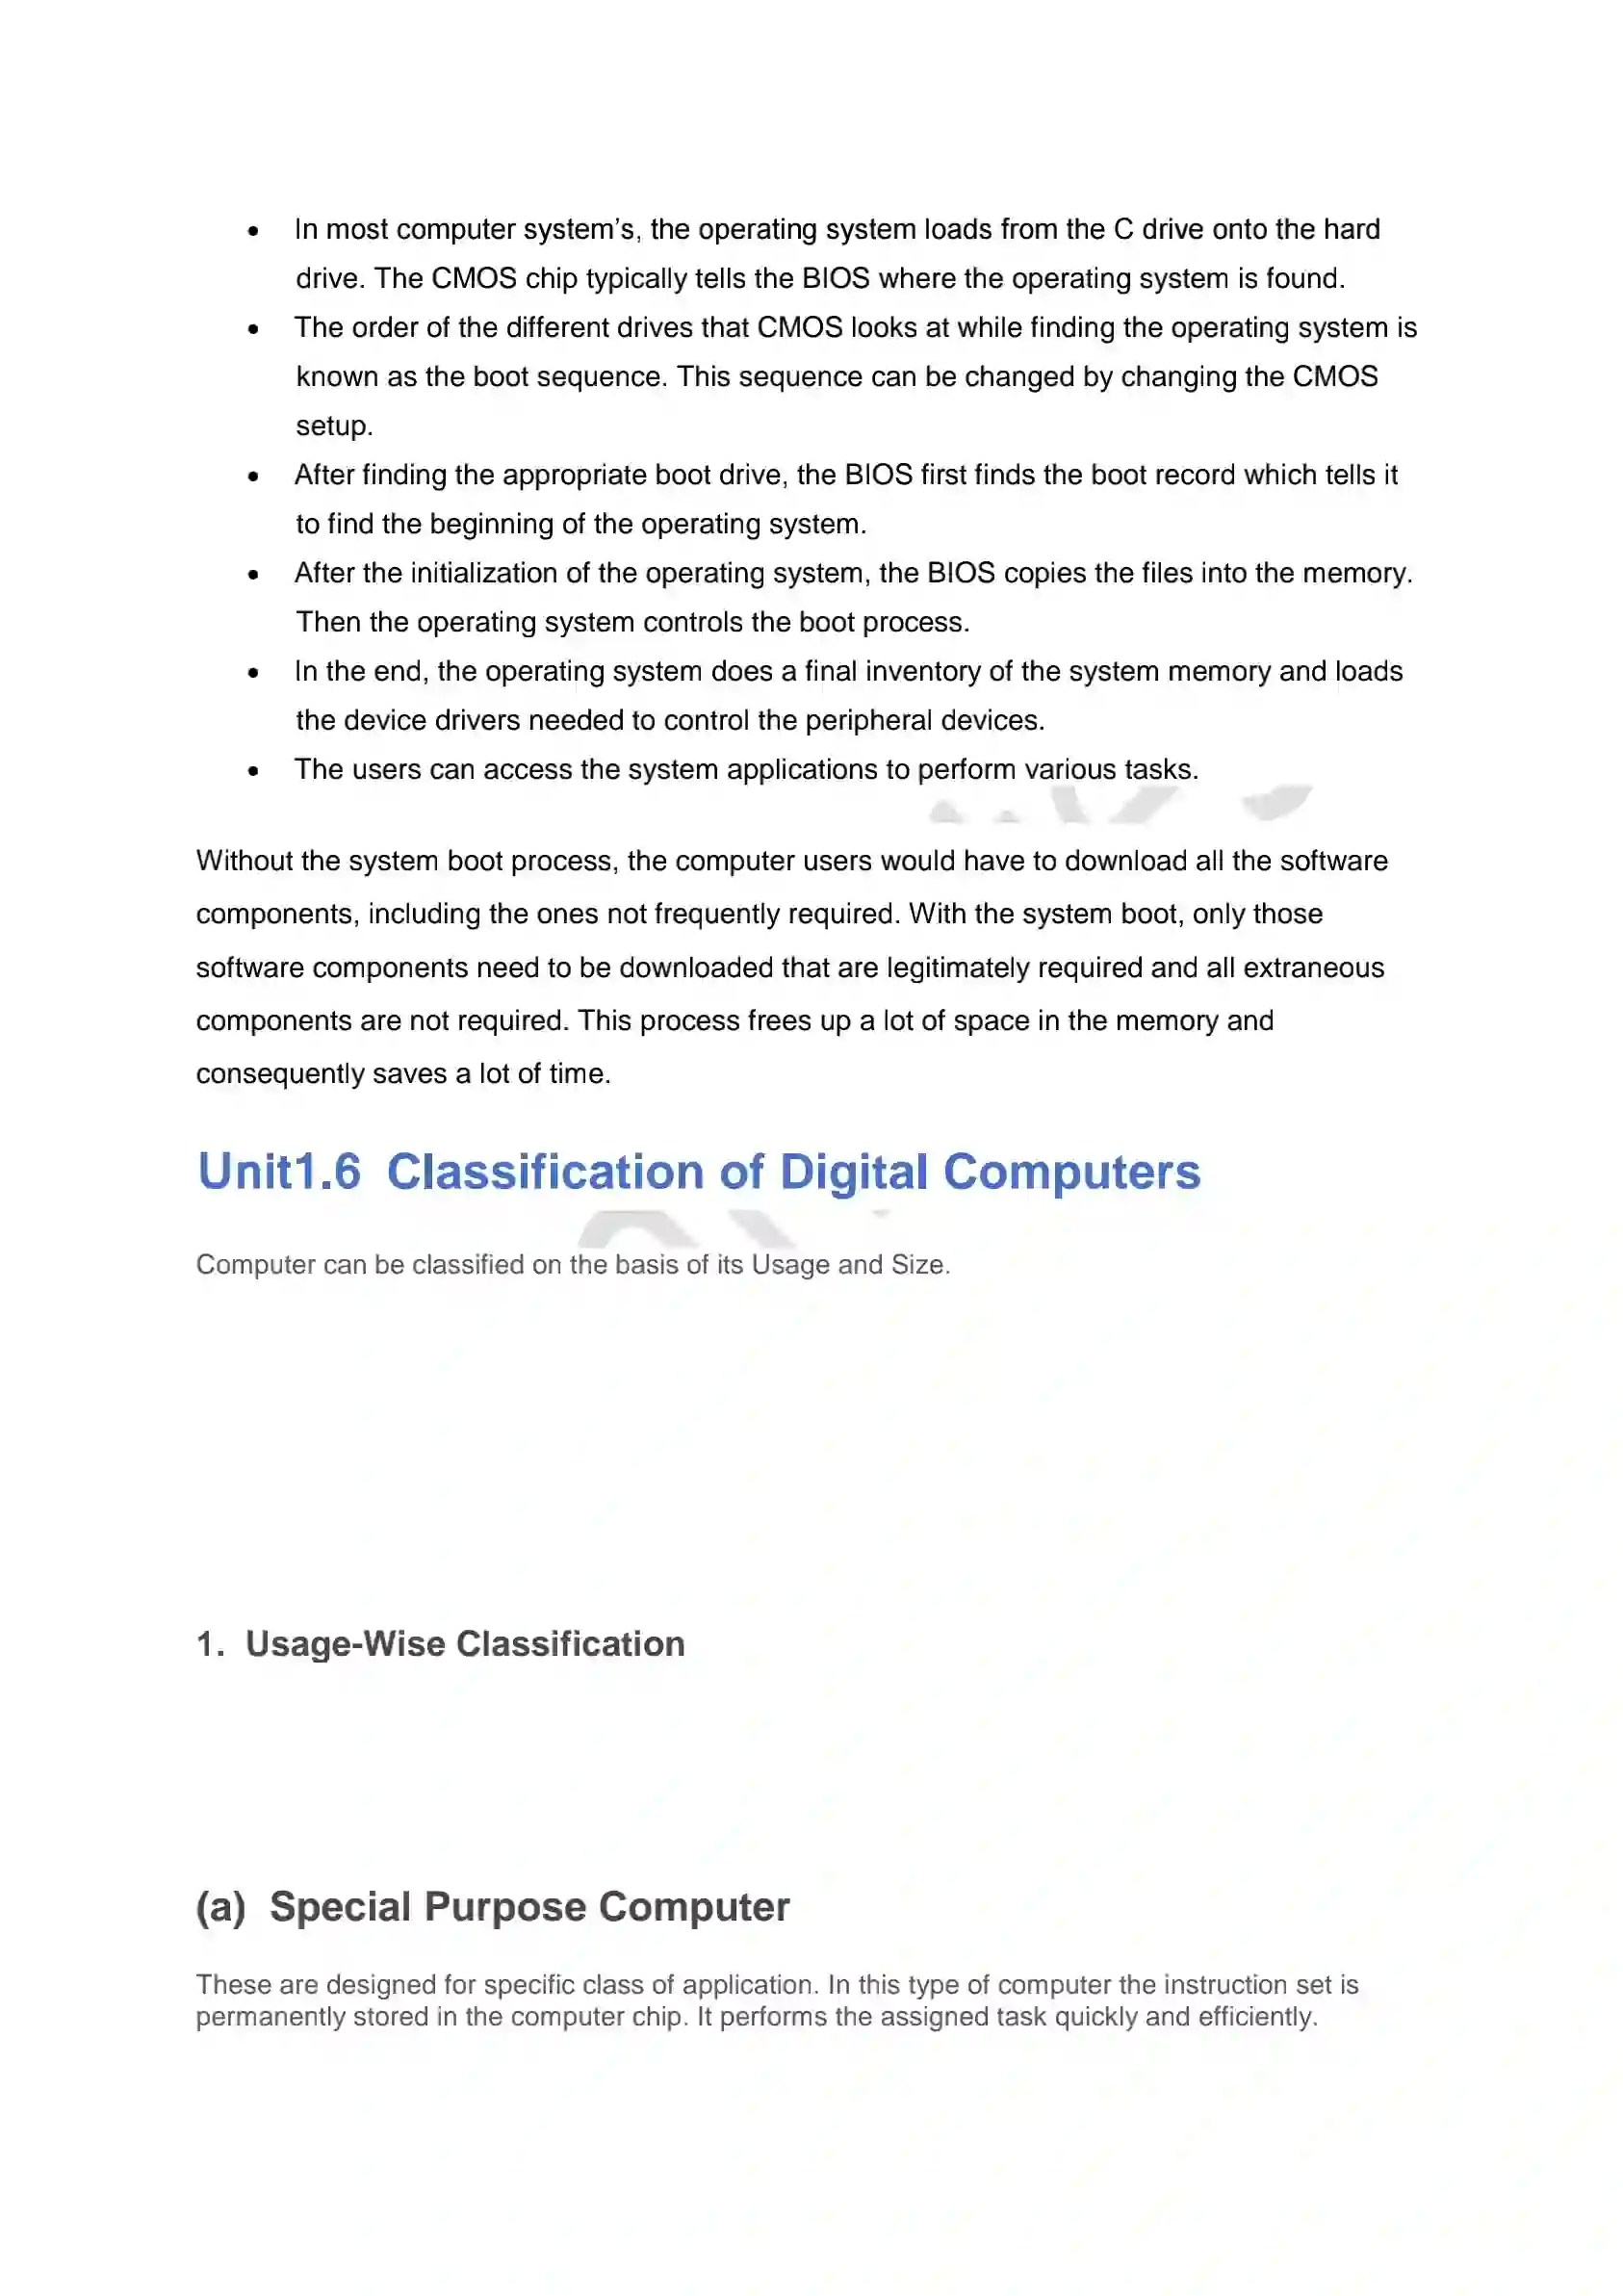 • In most computer system’s, the operating system loads from the C drive onto the hard
drive. The CMOS chip typically tells the BIOS where the operating system is found.
• The order of the different drives that CMOS looks at while finding the operating system is
known as the boot sequence. This sequence can be changed by changing the CMOS
setup.
• After finding the appropriate boot drive, the BIOS first finds the boot record which tells it
to find the beginning of the operating system.
• After the initialization of the operating system, the BIOS copies the files into the memory.
Then the operating system controls the boot process.
• In the end, the operating system does a final inventory of the system memory and loads
the device drivers needed to control the peripheral devices.
• The users can access the system applications to perform various tasks.
Without the system boot process, the computer users would have to download all the software
components, including the ones not frequently required. With the system boot, only those
software components need to be downloaded that are legitimately required and all extraneous
components are not required. This process frees up a lot of space in the memory and
consequently saves a lot of time.
Unit1.6 Classification of Digital Computers
Computer can be classified on the basis of its Usage and Size.
1. Usage-Wise Classification
(a) Special Purpose Computer
These are designed for specific class of application. In this type of computer the instruction set is
permanently stored in the computer chip. It performs the assigned task quickly and efficiently.